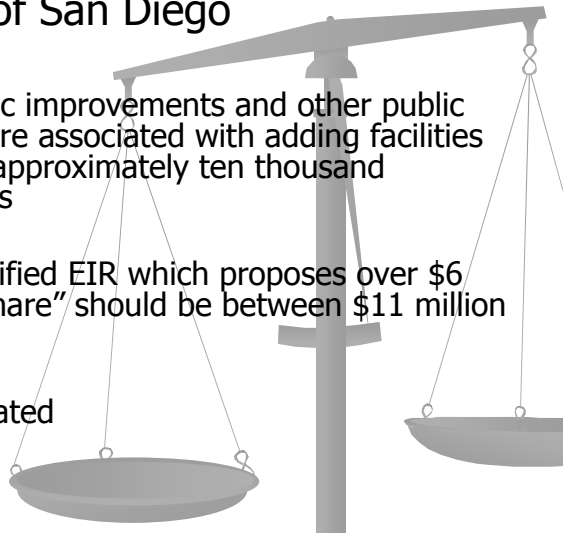 of San Diego
ic improvements and other public
re associated with adding facilities
approximately ten thousand
s
ified EIR which proposes over $6
hare” should be between $11 million
ated